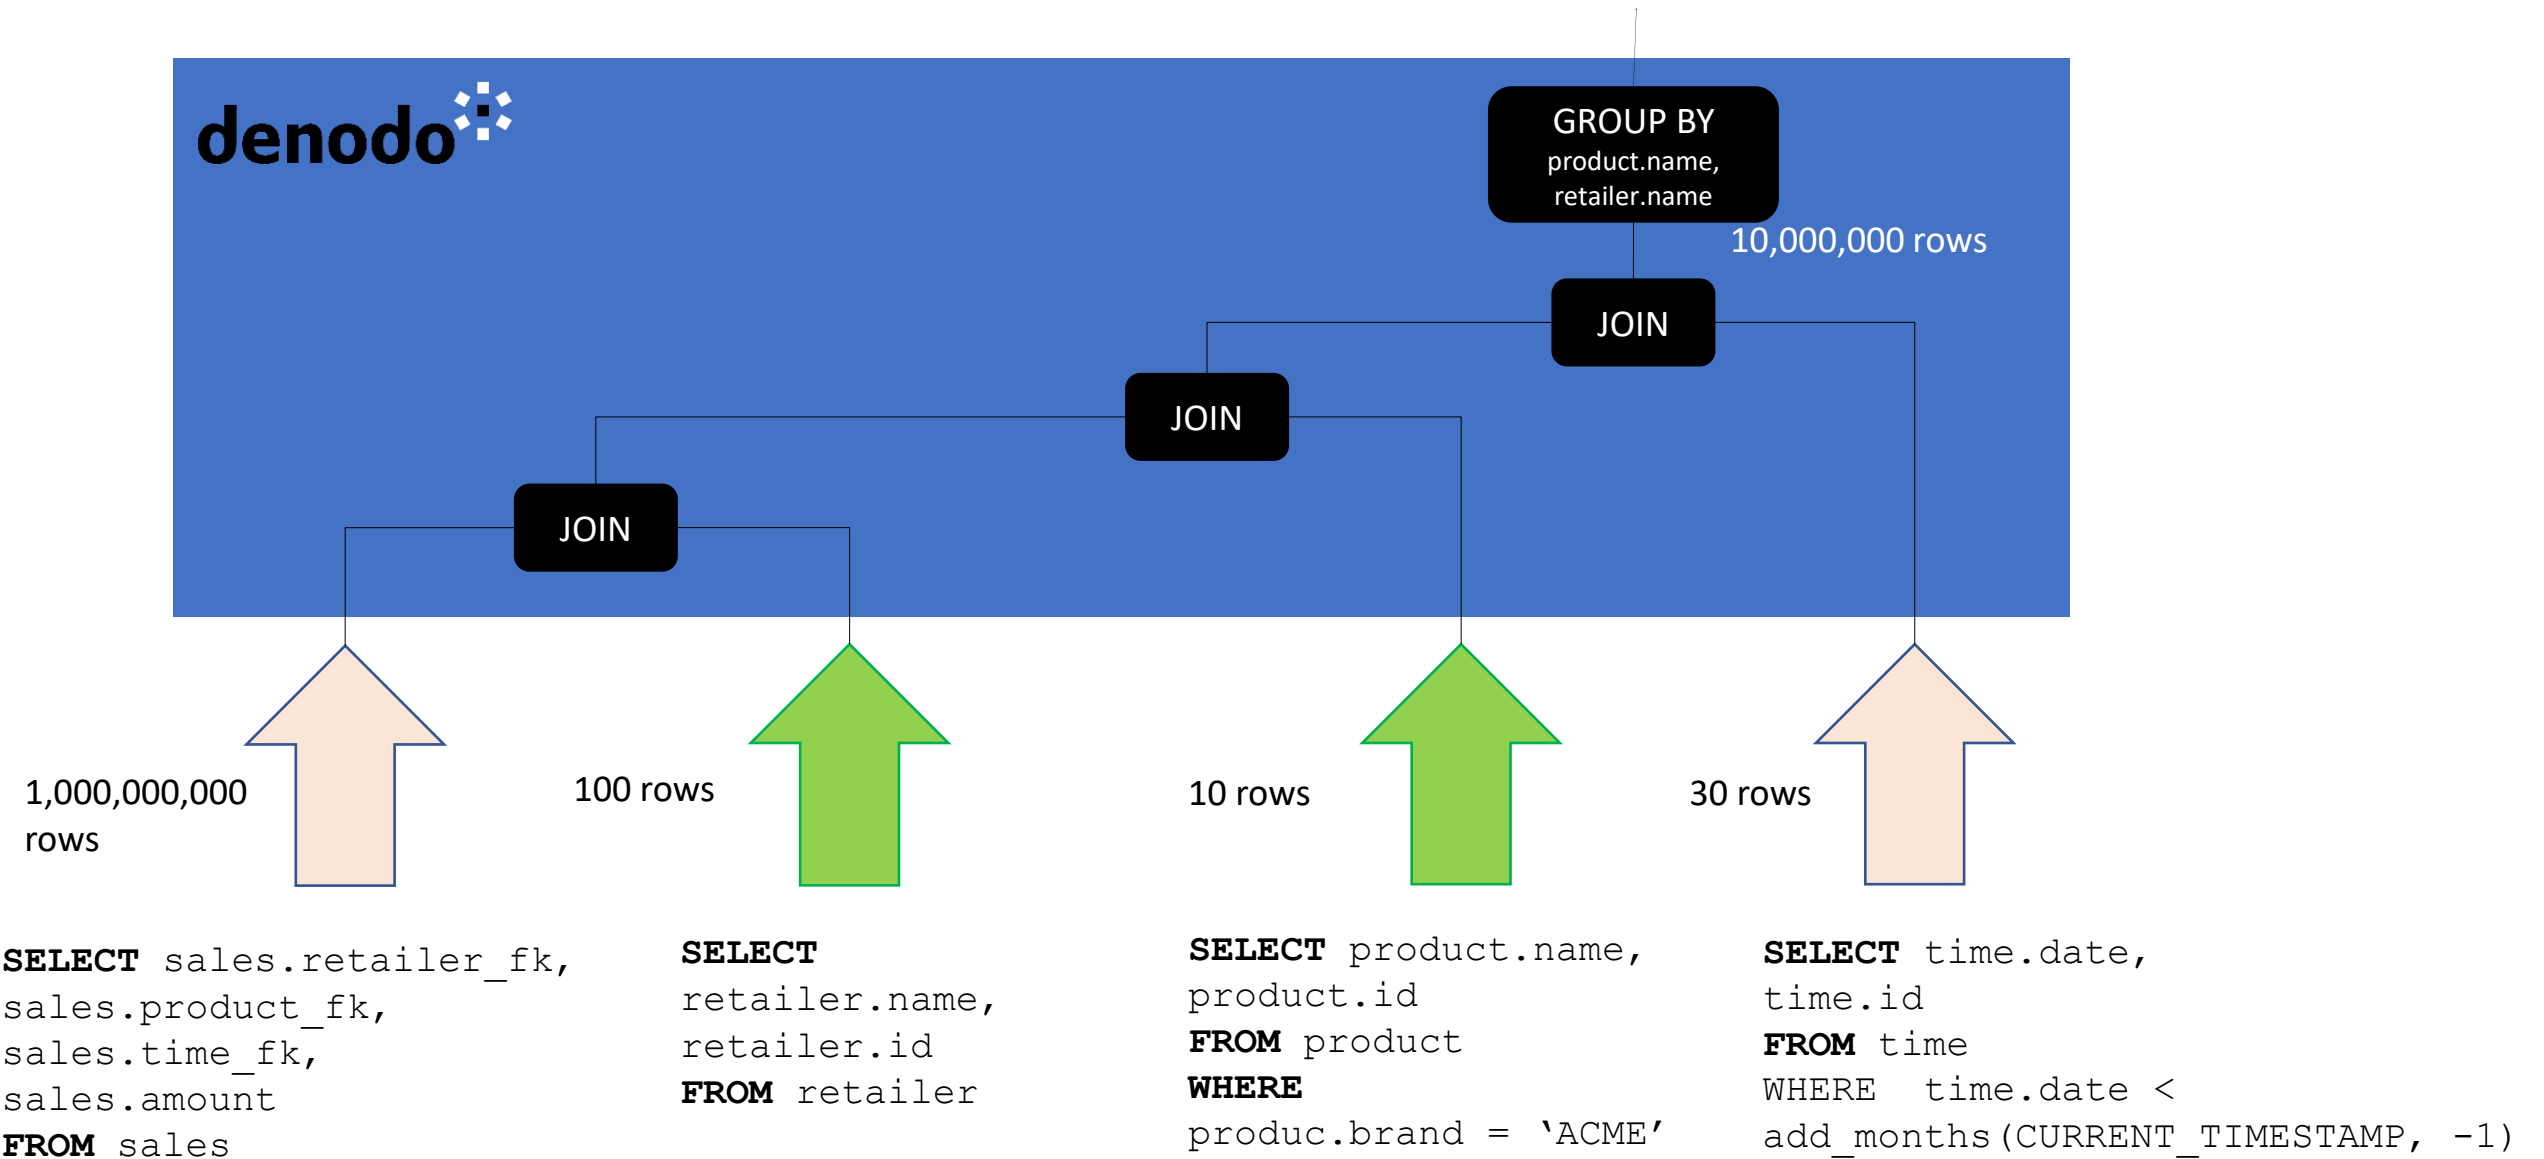 denodo
GROUP BY
product.name,
retailer.name
10,000,000 rows
JOIN
JOIN
JOIN
1,000,000,000
rows
100 rows
10 rows
30 rows
SELECT sales.retailer_fk,
sales.product_fk,
sales.time_fk,
sales.amount
FROM sales
SELECT
retailer.name,
retailer.id
FROM retailer
SELECT product.name,
product.id
FROM product
WHERE
produc.brand = ‘ACME’
SELECT time.date,
time.id
FROM time
WHERE  time.date <
add_months(CURRENT_TIMESTAMP, -1)